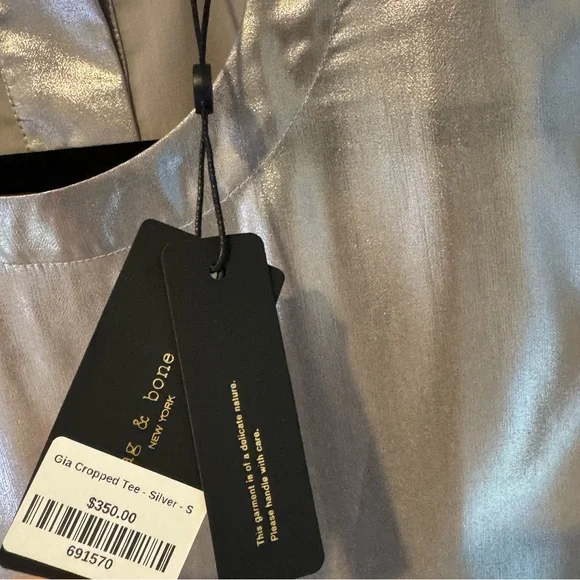 & bone
NEW YORK
This garment is of a delicate nature.
Please handle with care.
Gia Cropped Tee - Silver - S
$350.00
691570